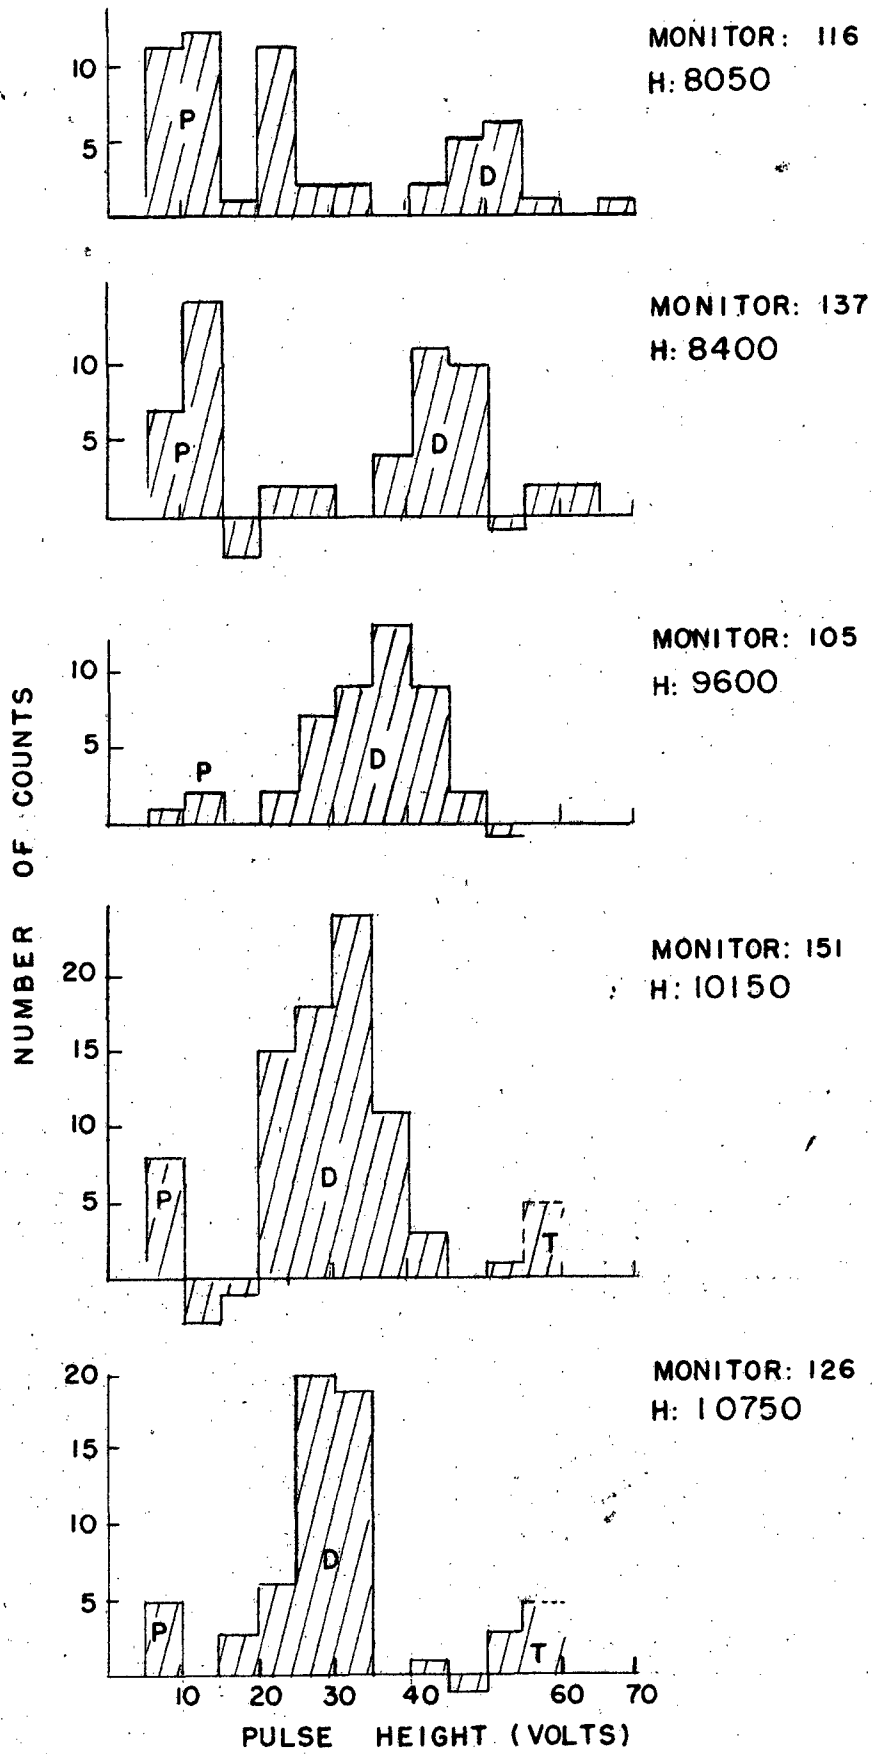 MONITOR: 116
H: 8050
10
5
P
D
MONITOR: 137
H: 8400
10
5
P
D
MONITOR: 105
H: 9600
10
5
P
D
NUMBER OF COUNTS
MONITOR: 151
H: 10150
20
15
10
5
P
D
T
MONITOR: 126
H: 10750
20
15
10
5
P
D
T
10 20 30 40 60 70
PULSE HEIGHT (VOLTS)